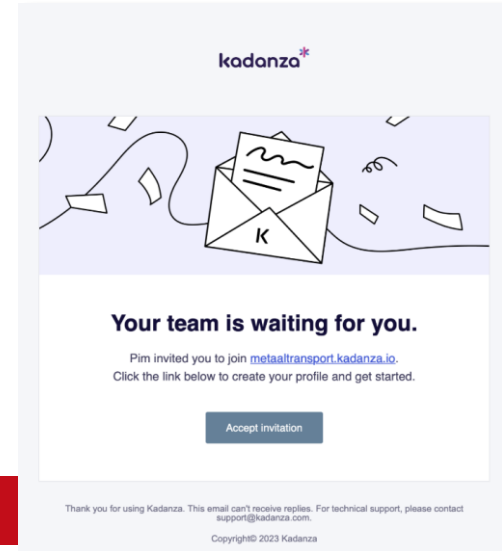 kadanza
K
Your team is waiting for you.
Pim invited you to join metaaltransport.kadanza.io.
Click the link below to create your profile and get started.
Accept invitation
Thank you for using Kadanza. This email can't receive replies. For technical support, please contact
support@kadanza.com.
Copyright© 2023 Kadanza